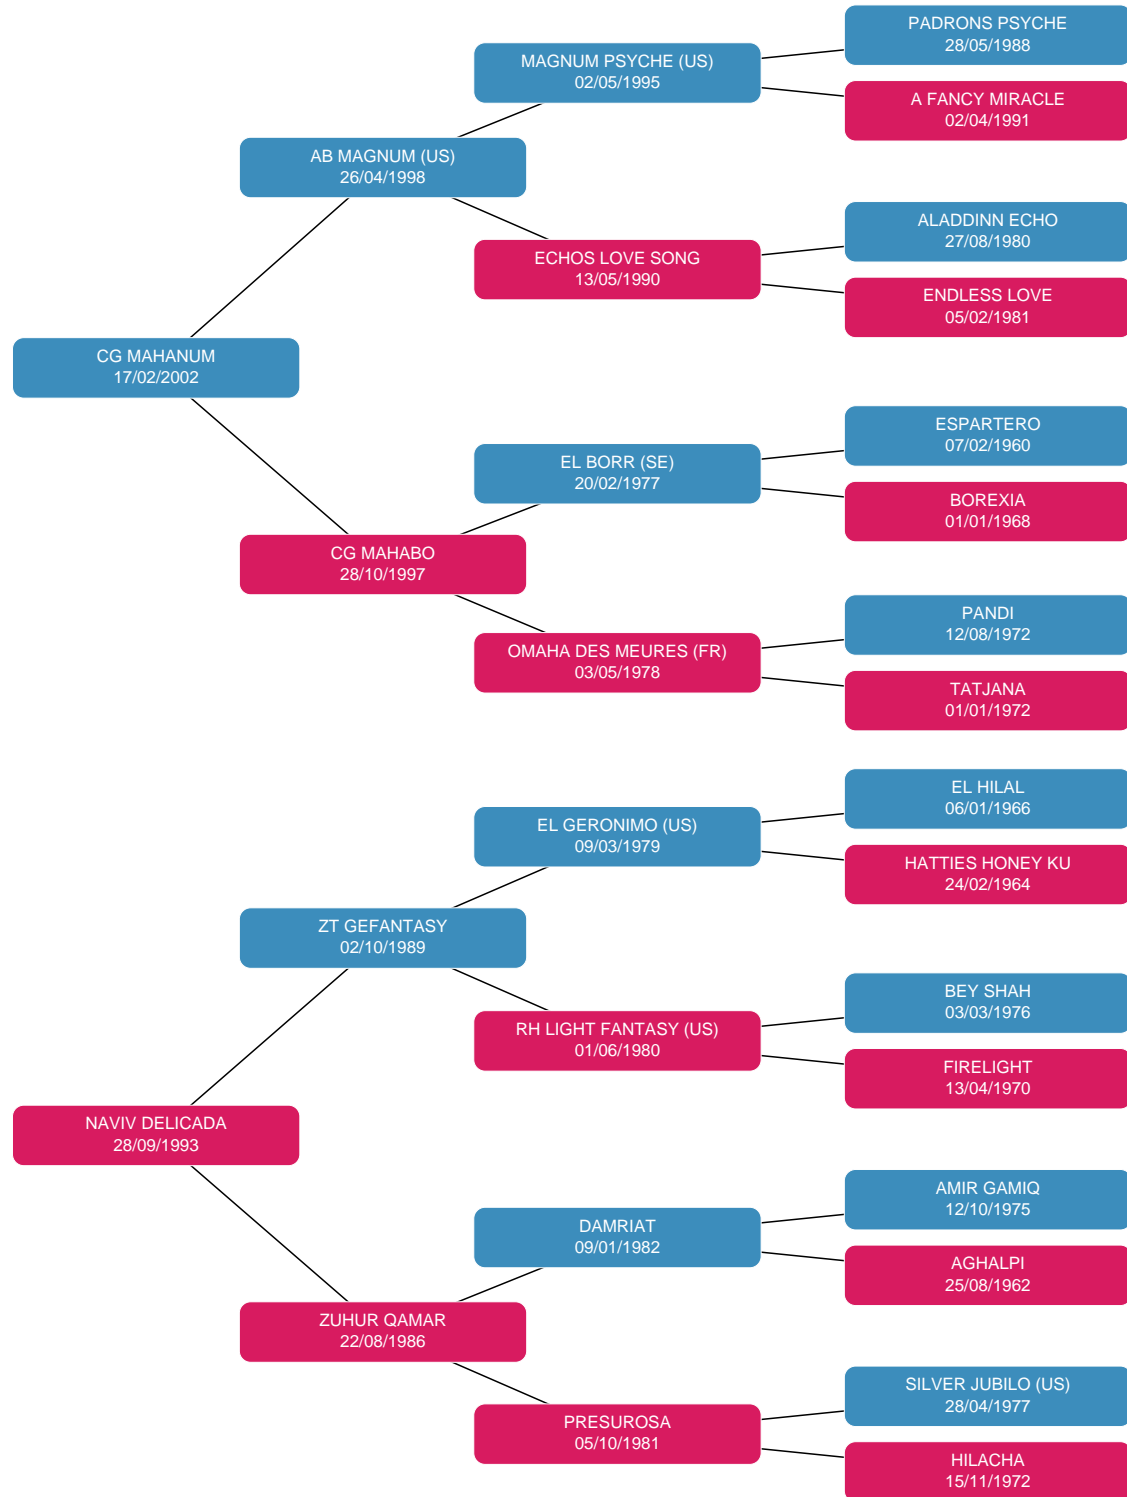 PADRONS PSYCHE
28/05/1988
MAGNUM PSYCHE (US)
02/05/1995
A FANCY MIRACLE
02/04/1991
AB MAGNUM (US)
26/04/1998
ALADDINN ECHO
27/08/1980
ECHOS LOVE SONG
13/05/1990
ENDLESS LOVE
05/02/1981
CG MAHANUM
17/02/2002
ESPARTERO
07/02/1960
EL BORR (SE)
20/02/1977
BOREXIA
01/01/1968
CG MAHABO
28/10/1997
PANDI
12/08/1972
OMAHA DES MEURES (FR)
03/05/1978
TATJANA
01/01/1972
EL HILAL
06/01/1966
EL GERONIMO (US)
09/03/1979
HATTIES HONEY KU
24/02/1964
ZT GEFANTASY
02/10/1989
BEY SHAH
03/03/1976
RH LIGHT FANTASY (US)
01/06/1980
FIRELIGHT
13/04/1970
NAVIV DELICADA
28/09/1993
AMIR GAMIQ
12/10/1975
DAMRIAT
09/01/1982
AGHALPI
25/08/1962
ZUHUR QAMAR
22/08/1986
SILVER JUBILO (US)
28/04/1977
PRESUROSA
05/10/1981
HILACHA
15/11/1972